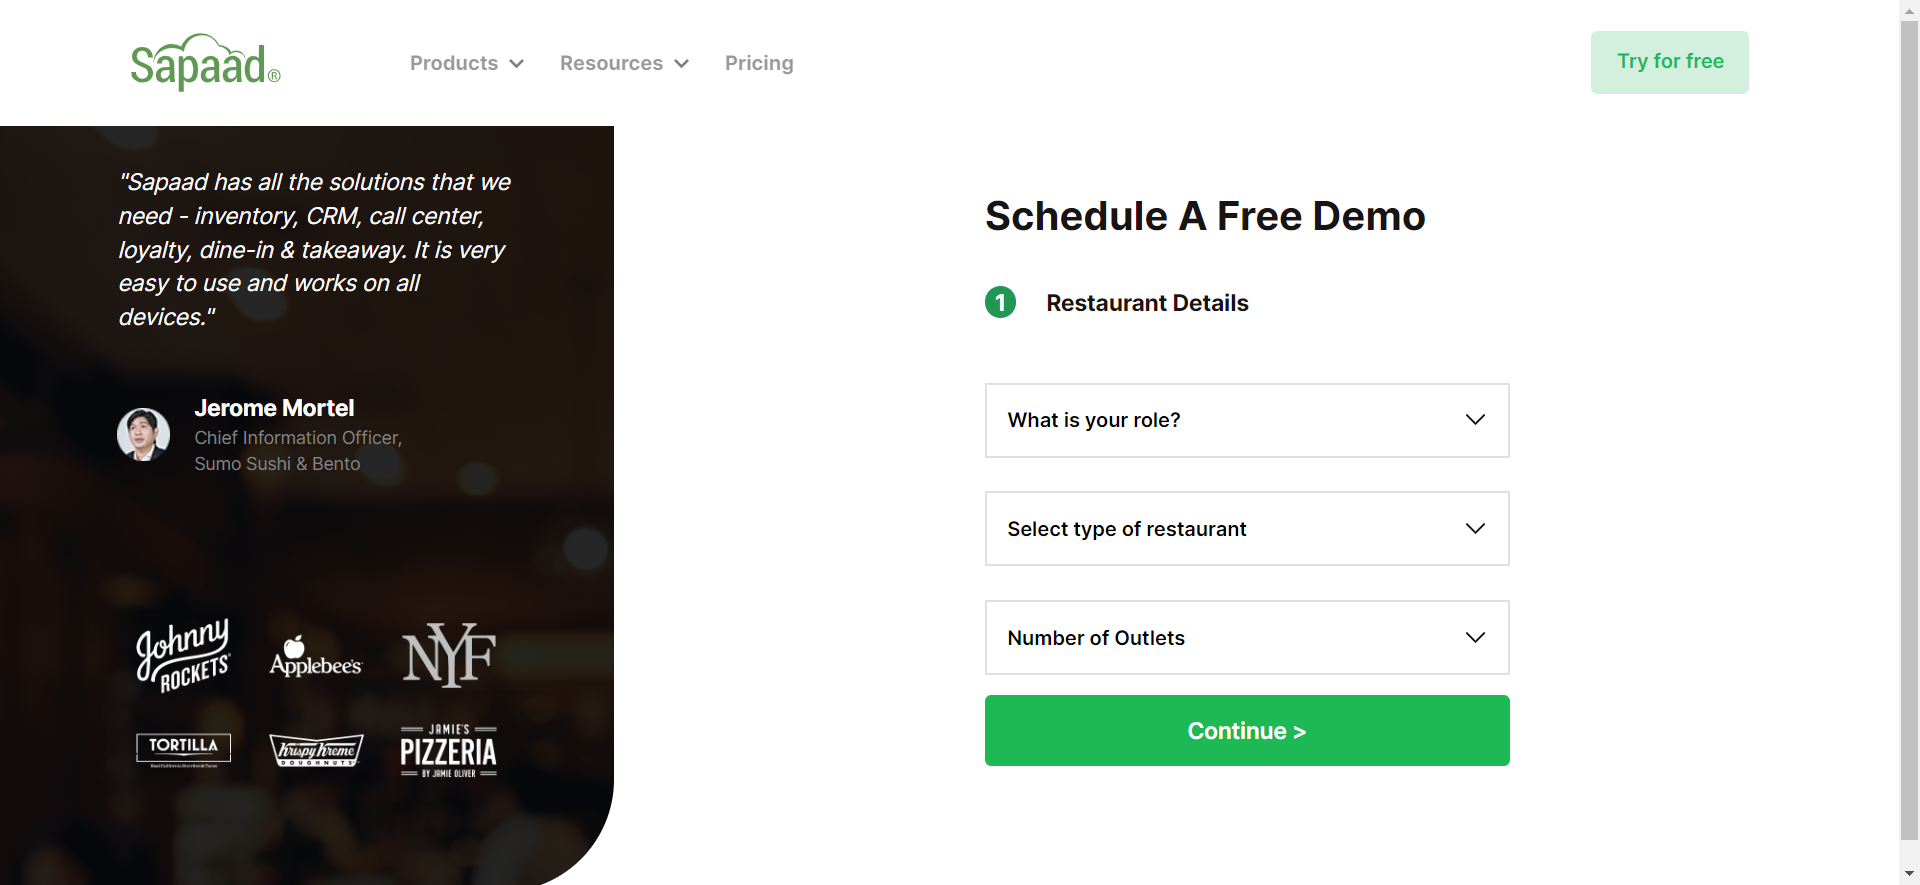 Sapaad®
Products
Resources
Pricing
Try for free
"Sapaad has all the solutions that we
need - inventory, CRM, call center,
loyalty, dine-in & takeaway. It is very
easy to use and works on all
devices."
Jerome Mortel
Chief Information Officer,
Sumo Sushi & Bento
Johnny
ROCKETS
Applebee's
NYF
TORTILLA
Krispy Kreme
DOUGHNUTS
JAMIE'S
PIZZERIA
BY JAMIE OLIVER
Schedule A Free Demo
1 Restaurant Details
What is your role?
Select type of restaurant
Number of Outlets
Continue >